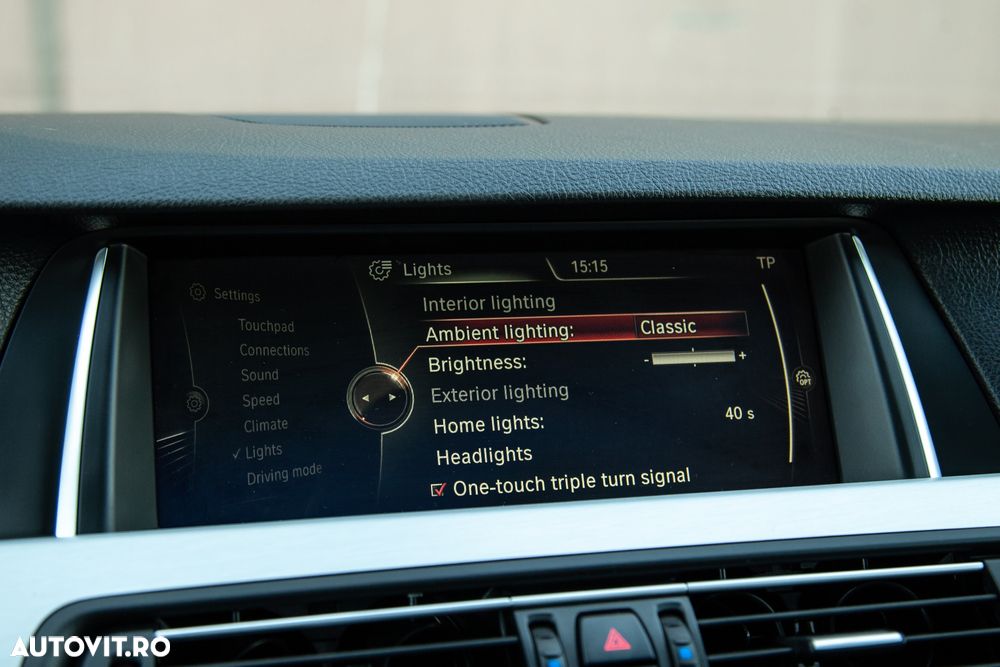 Lights
15:15
TP
Settings
Touchpad
Connections
Sound
Speed
Climate
Lights
Driving mode
Interior lighting
Ambient lighting: Classic
Brightness: - +
Exterior lighting
Home lights: 40 s
Headlights
One-touch triple turn signal
OPT
AUTOVIT.RO